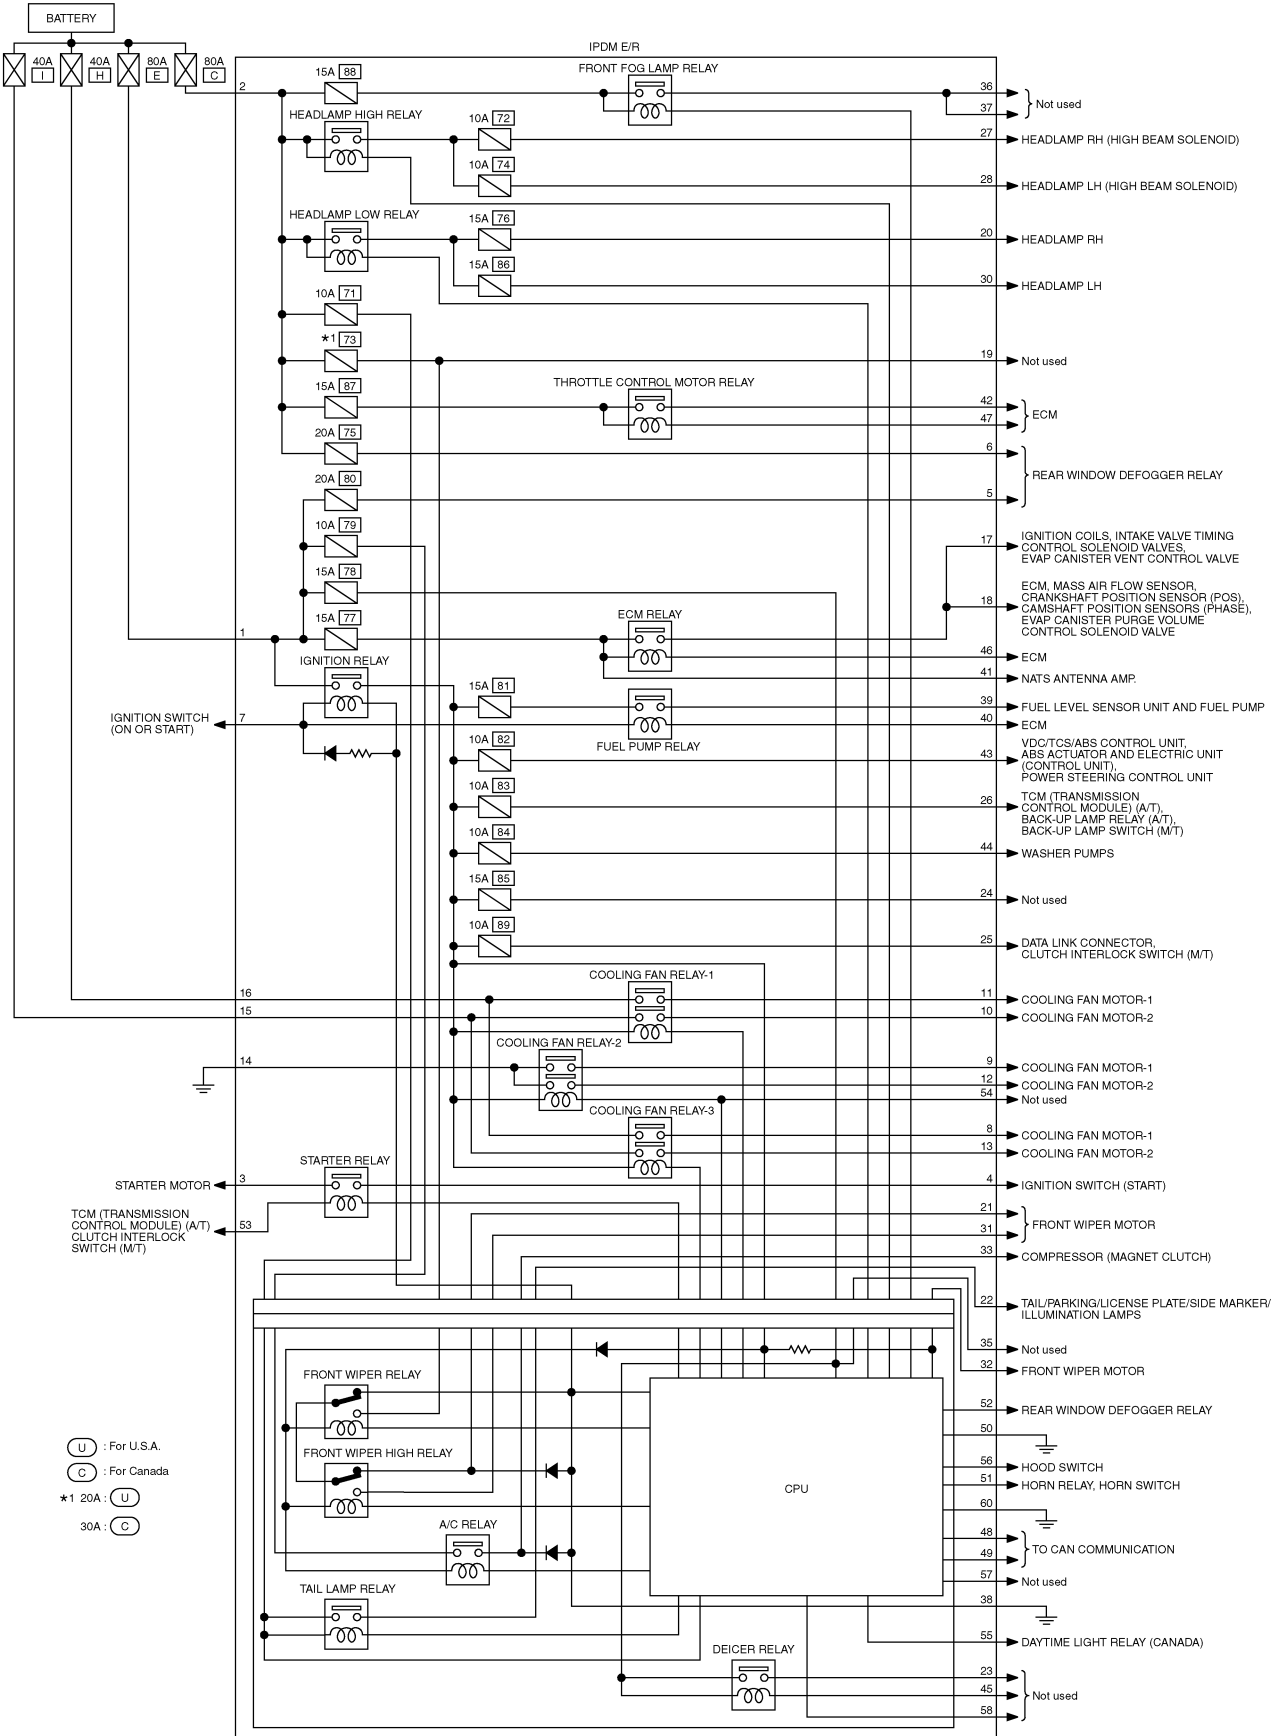 BATTERY
40A
I
40A
H
80A
E
80A
C
IPDM E/R
2
15A 88
FRONT FOG LAMP RELAY
36
37
Not used
HEADLAMP HIGH RELAY
10A 72
27
HEADLAMP RH (HIGH BEAM SOLENOID)
10A 74
28
HEADLAMP LH (HIGH BEAM SOLENOID)
HEADLAMP LOW RELAY
15A 76
20
HEADLAMP RH
15A 86
30
HEADLAMP LH
10A 71
*1 73
19
Not used
15A 87
THROTTLE CONTROL MOTOR RELAY
42
47
ECM
20A 75
6
REAR WINDOW DEFOGGER RELAY
20A 80
5
10A 79
17
IGNITION COILS, INTAKE VALVE TIMING
CONTROL SOLENOID VALVES,
EVAP CANISTER VENT CONTROL VALVE
15A 78
18
ECM, MASS AIR FLOW SENSOR,
CRANKSHAFT POSITION SENSOR (POS),
CAMSHAFT POSITION SENSORS (PHASE),
EVAP CANISTER PURGE VOLUME
CONTROL SOLENOID VALVE
1
15A 77
ECM RELAY
46
ECM
41
NATS ANTENNA AMP.
IGNITION RELAY
15A 81
39
FUEL LEVEL SENSOR UNIT AND FUEL PUMP
IGNITION SWITCH
(ON OR START)
7
40
ECM
FUEL PUMP RELAY
10A 82
43
VDC/TCS/ABS CONTROL UNIT,
ABS ACTUATOR AND ELECTRIC UNIT
(CONTROL UNIT),
POWER STEERING CONTROL UNIT
10A 83
26
TCM (TRANSMISSION
CONTROL MODULE) (A/T),
BACK-UP LAMP RELAY (A/T),
BACK-UP LAMP SWITCH (M/T)
10A 84
44
WASHER PUMPS
15A 85
24
Not used
10A 89
25
DATA LINK CONNECTOR,
CLUTCH INTERLOCK SWITCH (M/T)
COOLING FAN RELAY-1
16
11
COOLING FAN MOTOR-1
15
10
COOLING FAN MOTOR-2
COOLING FAN RELAY-2
14
9
COOLING FAN MOTOR-1
12
COOLING FAN MOTOR-2
54
Not used
COOLING FAN RELAY-3
8
COOLING FAN MOTOR-1
13
COOLING FAN MOTOR-2
STARTER RELAY
STARTER MOTOR
3
4
IGNITION SWITCH (START)
TCM (TRANSMISSION
CONTROL MODULE) (A/T)
CLUTCH INTERLOCK
SWITCH (M/T)
53
21
31
FRONT WIPER MOTOR
33
COMPRESSOR (MAGNET CLUTCH)
22
TAIL/PARKING/LICENSE PLATE/SIDE MARKER/
ILLUMINATION LAMPS
35
Not used
32
FRONT WIPER MOTOR
FRONT WIPER RELAY
52
REAR WINDOW DEFOGGER RELAY
50
FRONT WIPER HIGH RELAY
CPU
56
HOOD SWITCH
51
HORN RELAY, HORN SWITCH
60
U : For U.S.A.
C : For Canada
*1 20A : U
30A : C
A/C RELAY
48
49
TO CAN COMMUNICATION
57
Not used
TAIL LAMP RELAY
38
55
DAYTIME LIGHT RELAY (CANADA)
DEICER RELAY
23
45
58
Not used